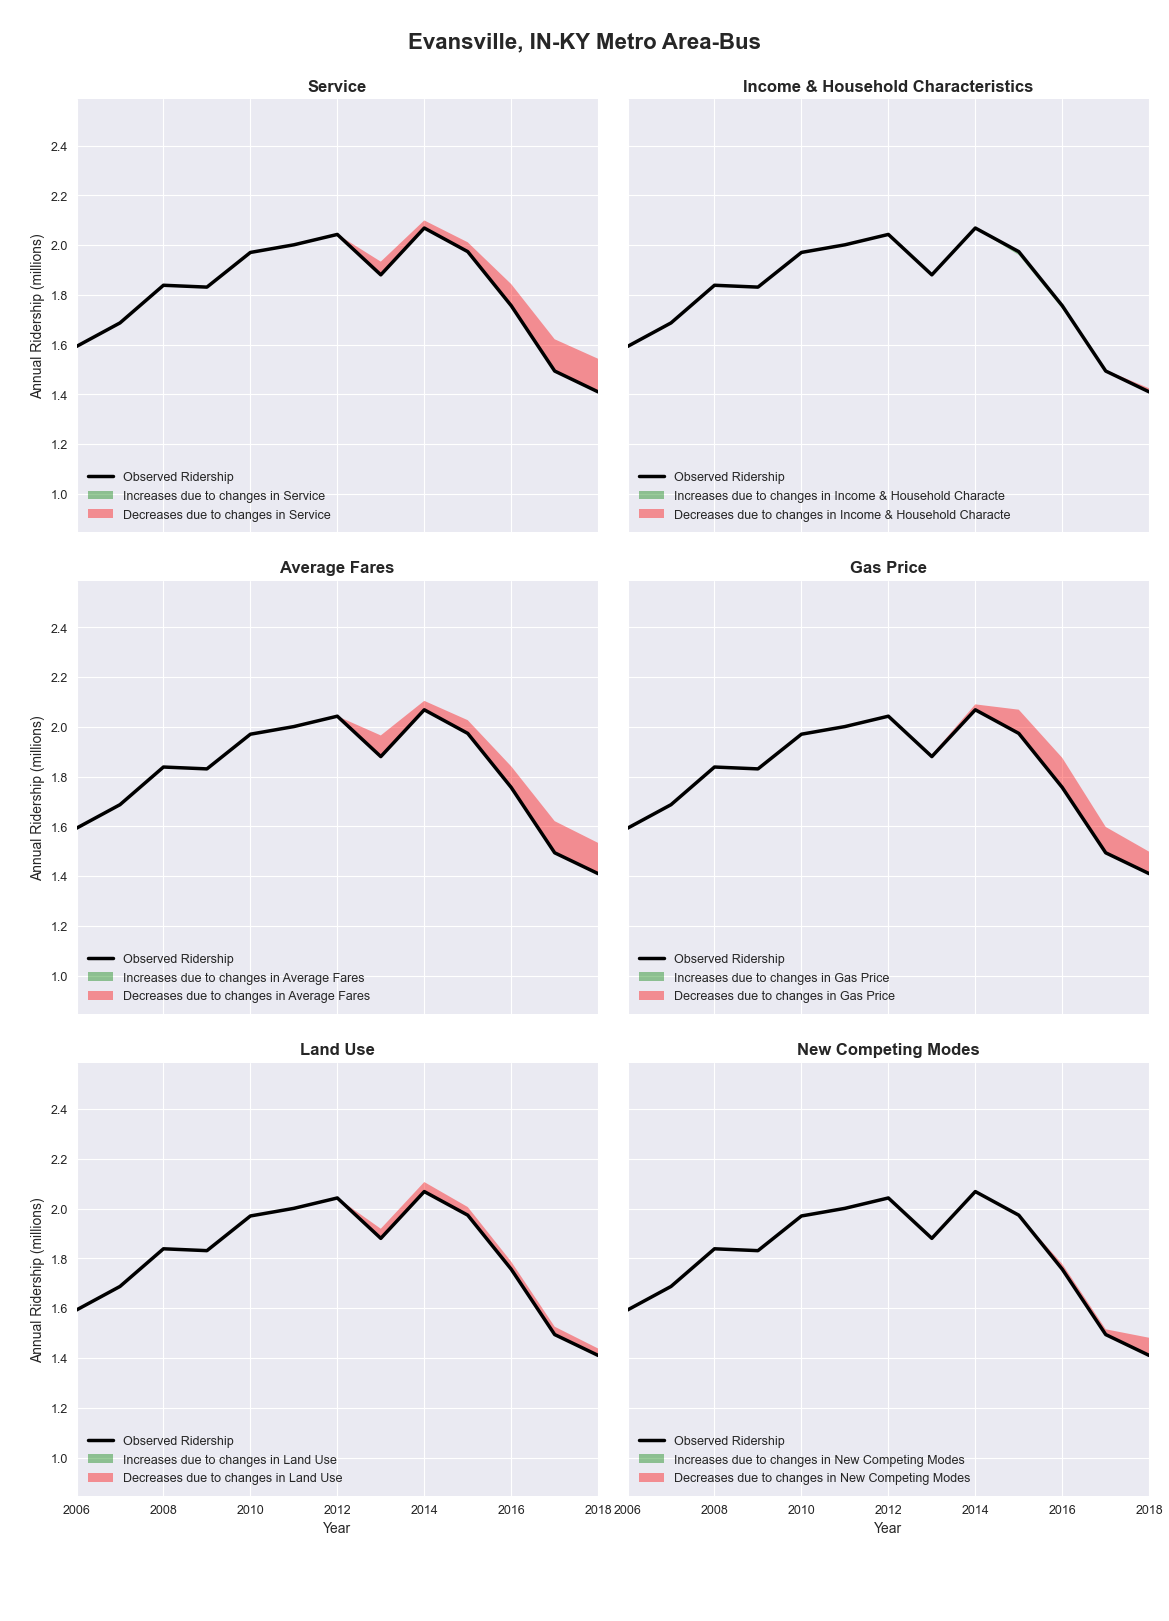 Evansville, IN-KY Metro Area-Bus
Service
Annual Ridership (millions)
2.4
2.2
2.0
1.8
1.6
1.4
1.2
1.0
Observed Ridership
Increases due to changes in Service
Decreases due to changes in Service
Income & Household Characteristics
Observed Ridership
Increases due to changes in Income & Household Characte
Decreases due to changes in Income & Household Characte
Average Fares
Annual Ridership (millions)
2.4
2.2
2.0
1.8
1.6
1.4
1.2
1.0
Observed Ridership
Increases due to changes in Average Fares
Decreases due to changes in Average Fares
Gas Price
Observed Ridership
Increases due to changes in Gas Price
Decreases due to changes in Gas Price
Land Use
Annual Ridership (millions)
2.4
2.2
2.0
1.8
1.6
1.4
1.2
1.0
Observed Ridership
Increases due to changes in Land Use
Decreases due to changes in Land Use
2006 2008 2010 2012 2014 2016 2018
Year
New Competing Modes
Observed Ridership
Increases due to changes in New Competing Modes
Decreases due to changes in New Competing Modes
2006 2008 2010 2012 2014 2016 2018
Year